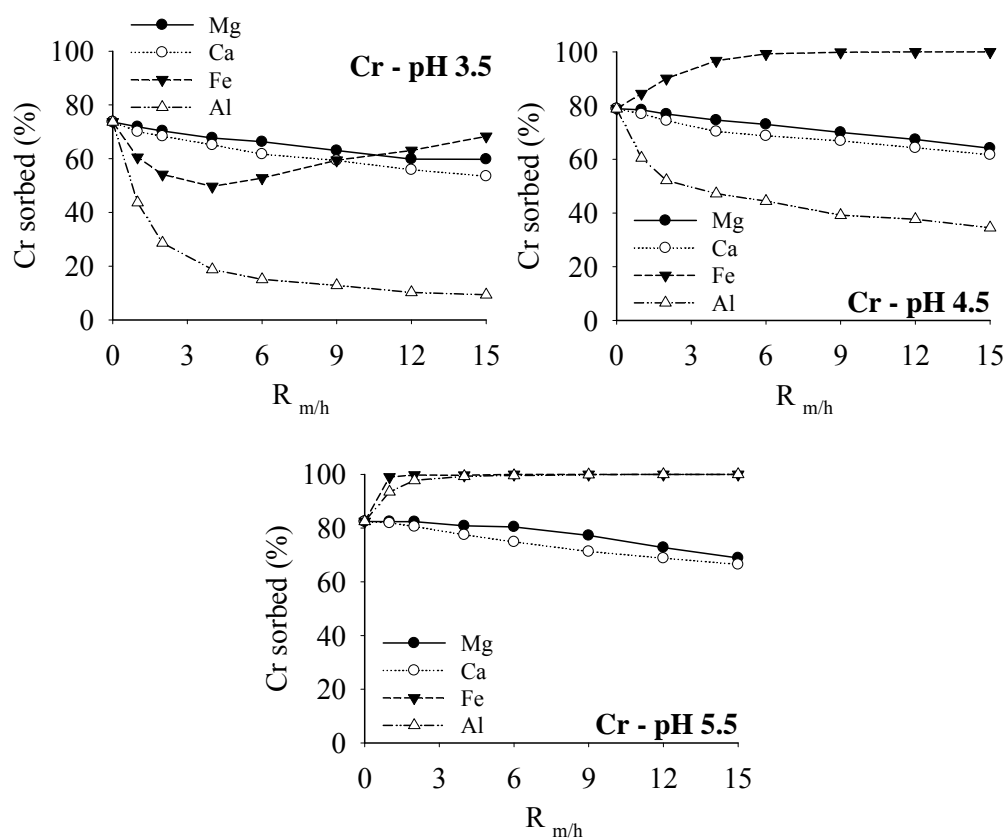 Mg
Ca
Fe
Al
Cr - pH 3.5
100
80
60
40
20
0
Cr sorbed (%)
0 3 6 9 12 15
R m/h
100
80
60
40
20
0
Cr sorbed (%)
Mg
Ca
Fe
Al
Cr - pH 4.5
0 3 6 9 12 15
R m/h
100
80
60
40
20
0
Cr sorbed (%)
Mg
Ca
Fe
Al
Cr - pH 5.5
0 3 6 9 12 15
R m/h